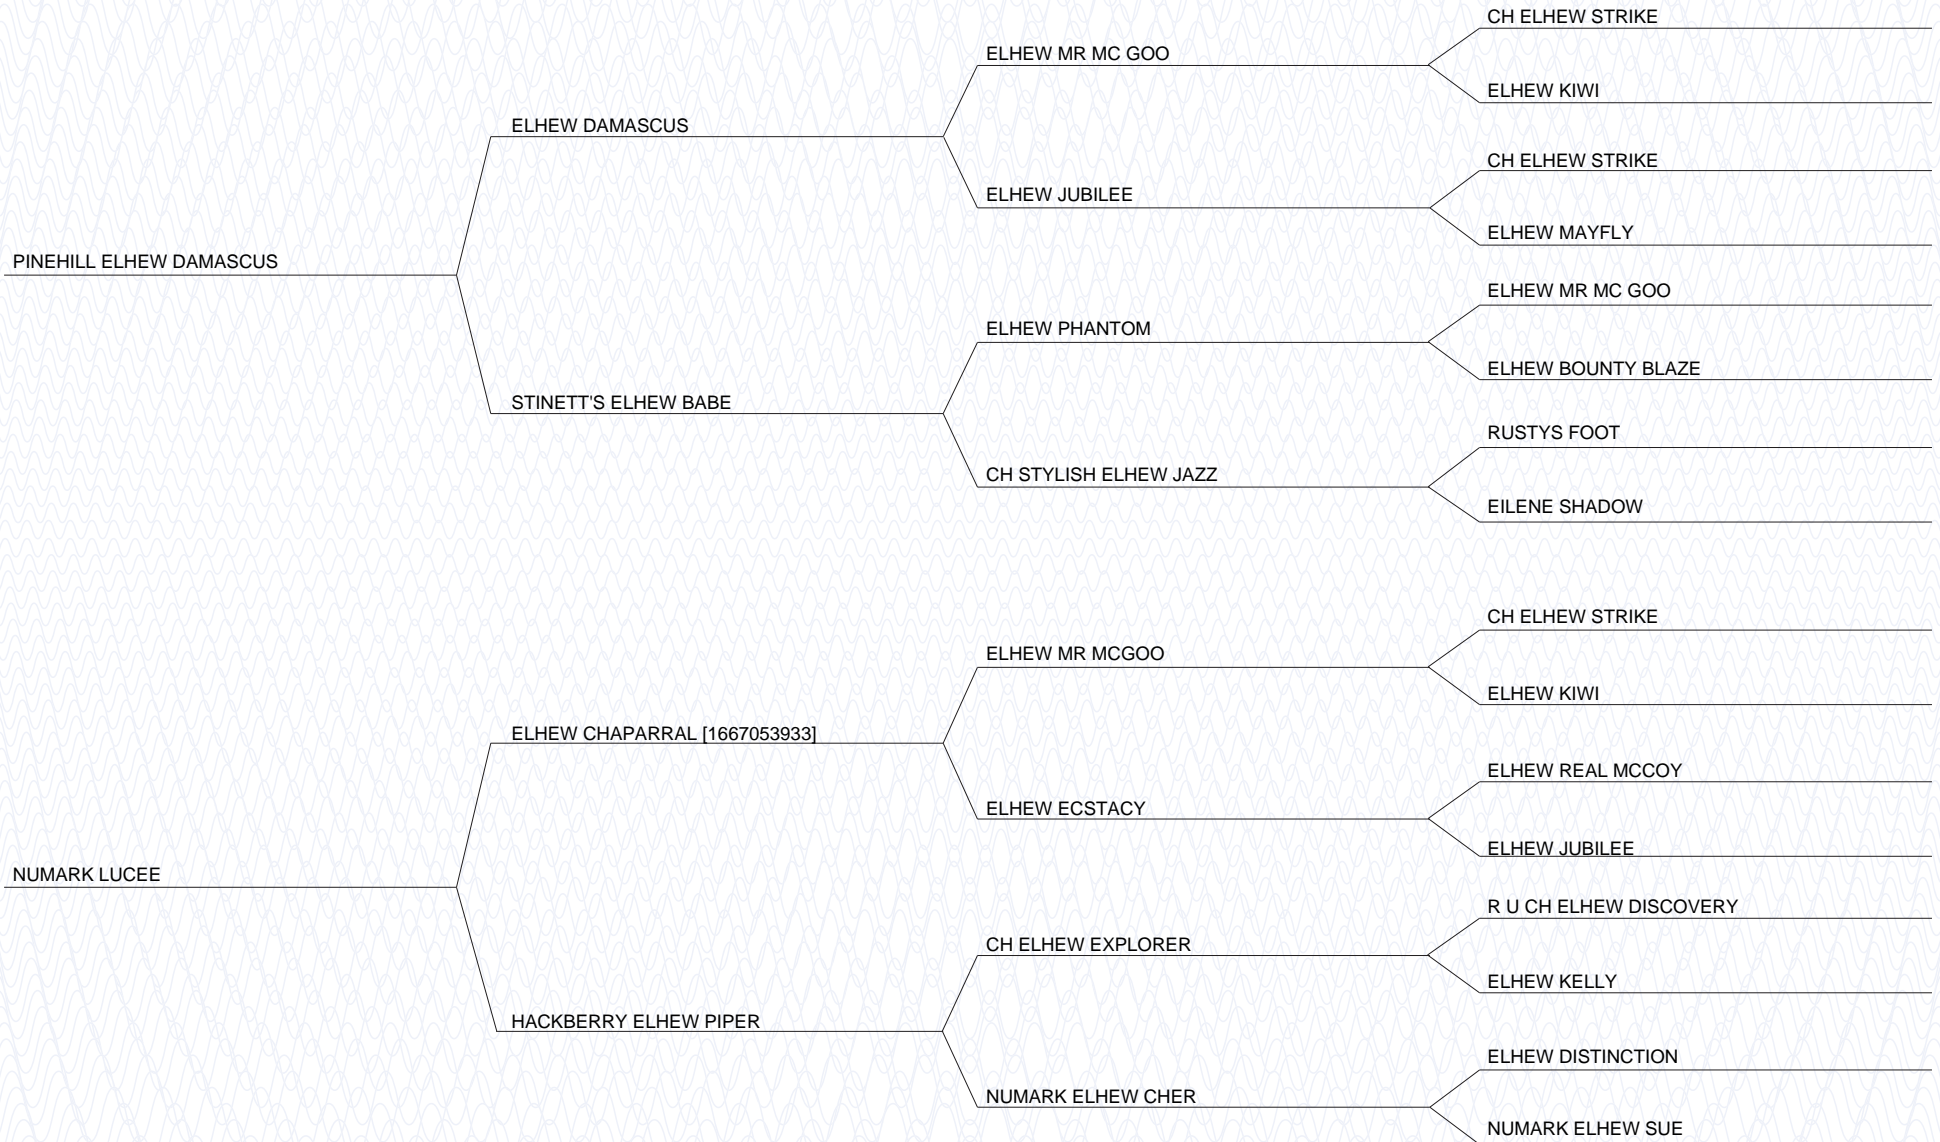 CH ELHEW STRIKE
ELHEW MR MC GOO
ELHEW KIWI
ELHEW DAMASCUS
CH ELHEW STRIKE
ELHEW JUBILEE
ELHEW MAYFLY
PINEHILL ELHEW DAMASCUS
ELHEW MR MC GOO
ELHEW PHANTOM
ELHEW BOUNTY BLAZE
STINETT'S ELHEW BABE
RUSTYS FOOT
CH STYLISH ELHEW JAZZ
EILENE SHADOW
CH ELHEW STRIKE
ELHEW MR MCGOO
ELHEW KIWI
ELHEW CHAPARRAL [1667053933]
ELHEW REAL MCCOY
ELHEW ECSTACY
ELHEW JUBILEE
NUMARK LUCEE
R U CH ELHEW DISCOVERY
CH ELHEW EXPLORER
ELHEW KELLY
HACKBERRY ELHEW PIPER
ELHEW DISTINCTION
NUMARK ELHEW CHER
NUMARK ELHEW SUE